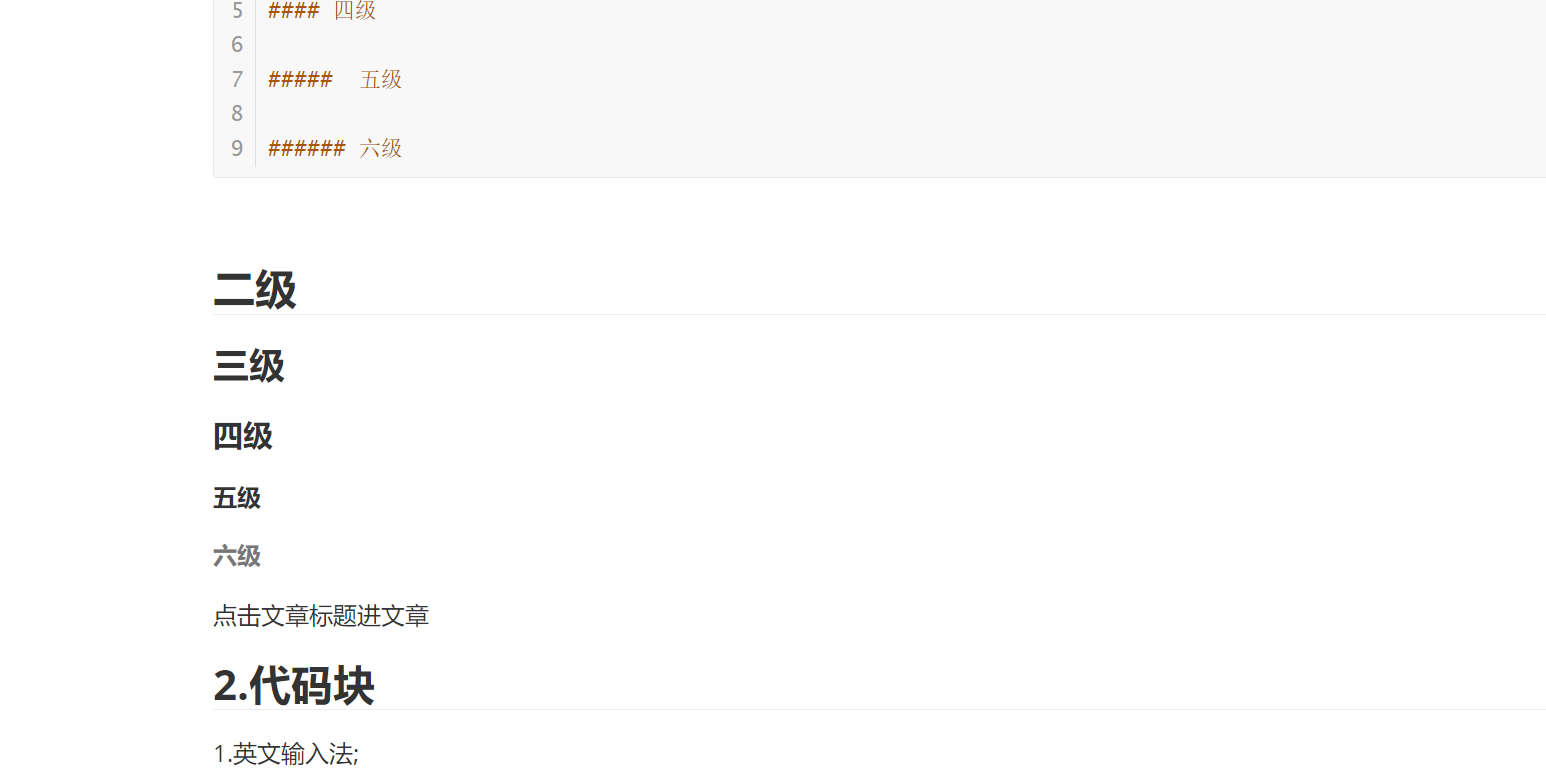 5 #### 四级
6
7 #####  五级
8
9 ###### 六级
二级
三级
四级
五级
六级
点击文章标题进文章
2.代码块
1.英文输入法;